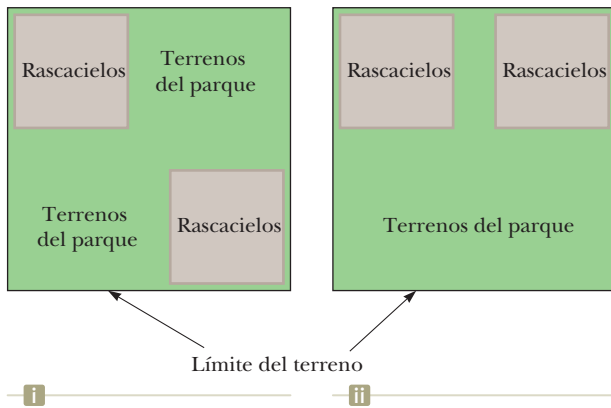 Rascacielos
Terrenos
del parque
Terrenos
del parque
Rascacielos
Rascacielos
Rascacielos
Terrenos del parque
Límite del terreno
i
ii